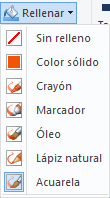 Rellenar
Sin relleno
Color sólido
Crayón
Marcador
Óleo
Lápiz natural
Acuarela